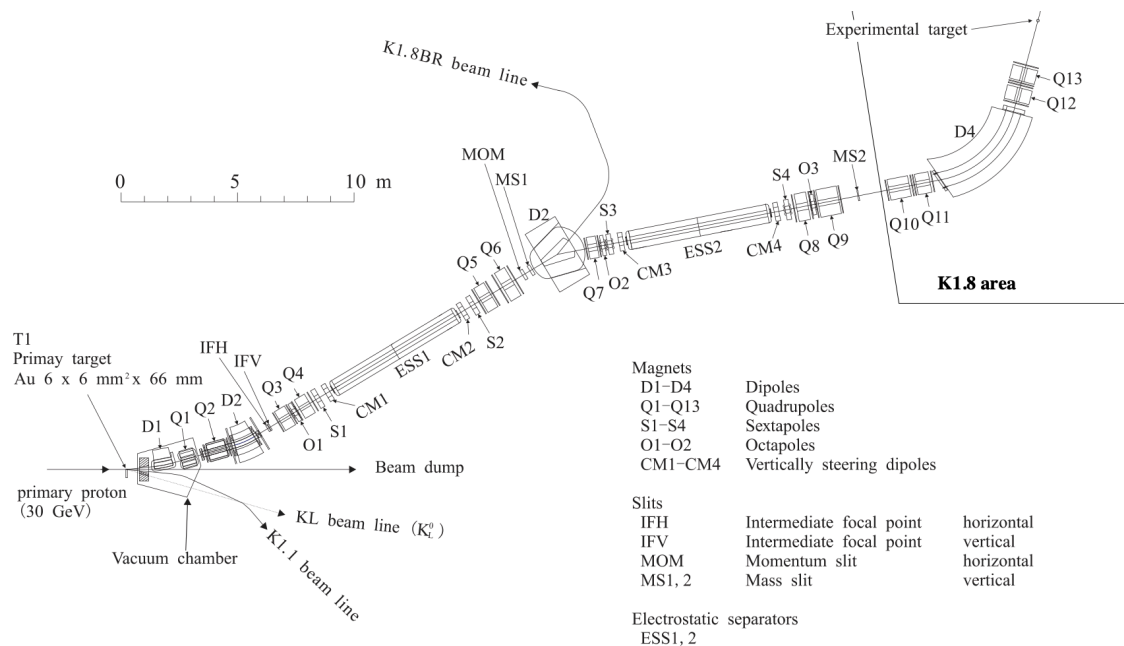 Experimental target
K1.8BR beam line
Q13
Q12
D4
MOM
MS1
D2
S3
S4
O3
MS2
0 5 10 m
Q5
Q6
Q7
O2
CM3
ESS2
CM4
Q8
Q9
Q10
Q11
K1.8 area
T1
Primay target
Au 6 x 6 mm²x 66 mm
IFH
IFV
Q3
Q4
ESS1
CM2
S2
D1
Q1
Q2
D2
O1
S1
CM1
primary proton
(30 GeV)
Beam dump
KL beam line (K⁰L)
K1.1 beam line
Vacuum chamber
Magnets
D1-D4 Dipoles
Q1-Q13 Quadrupoles
S1-S4 Sextapoles
O1-O2 Octapoles
CM1-CM4 Vertically steering dipoles
Slits
IFH Intermediate focal point horizontal
IFV Intermediate focal point vertical
MOM Momentum slit horizontal
MS1, 2 Mass slit vertical
Electrostatic separators
ESS1, 2